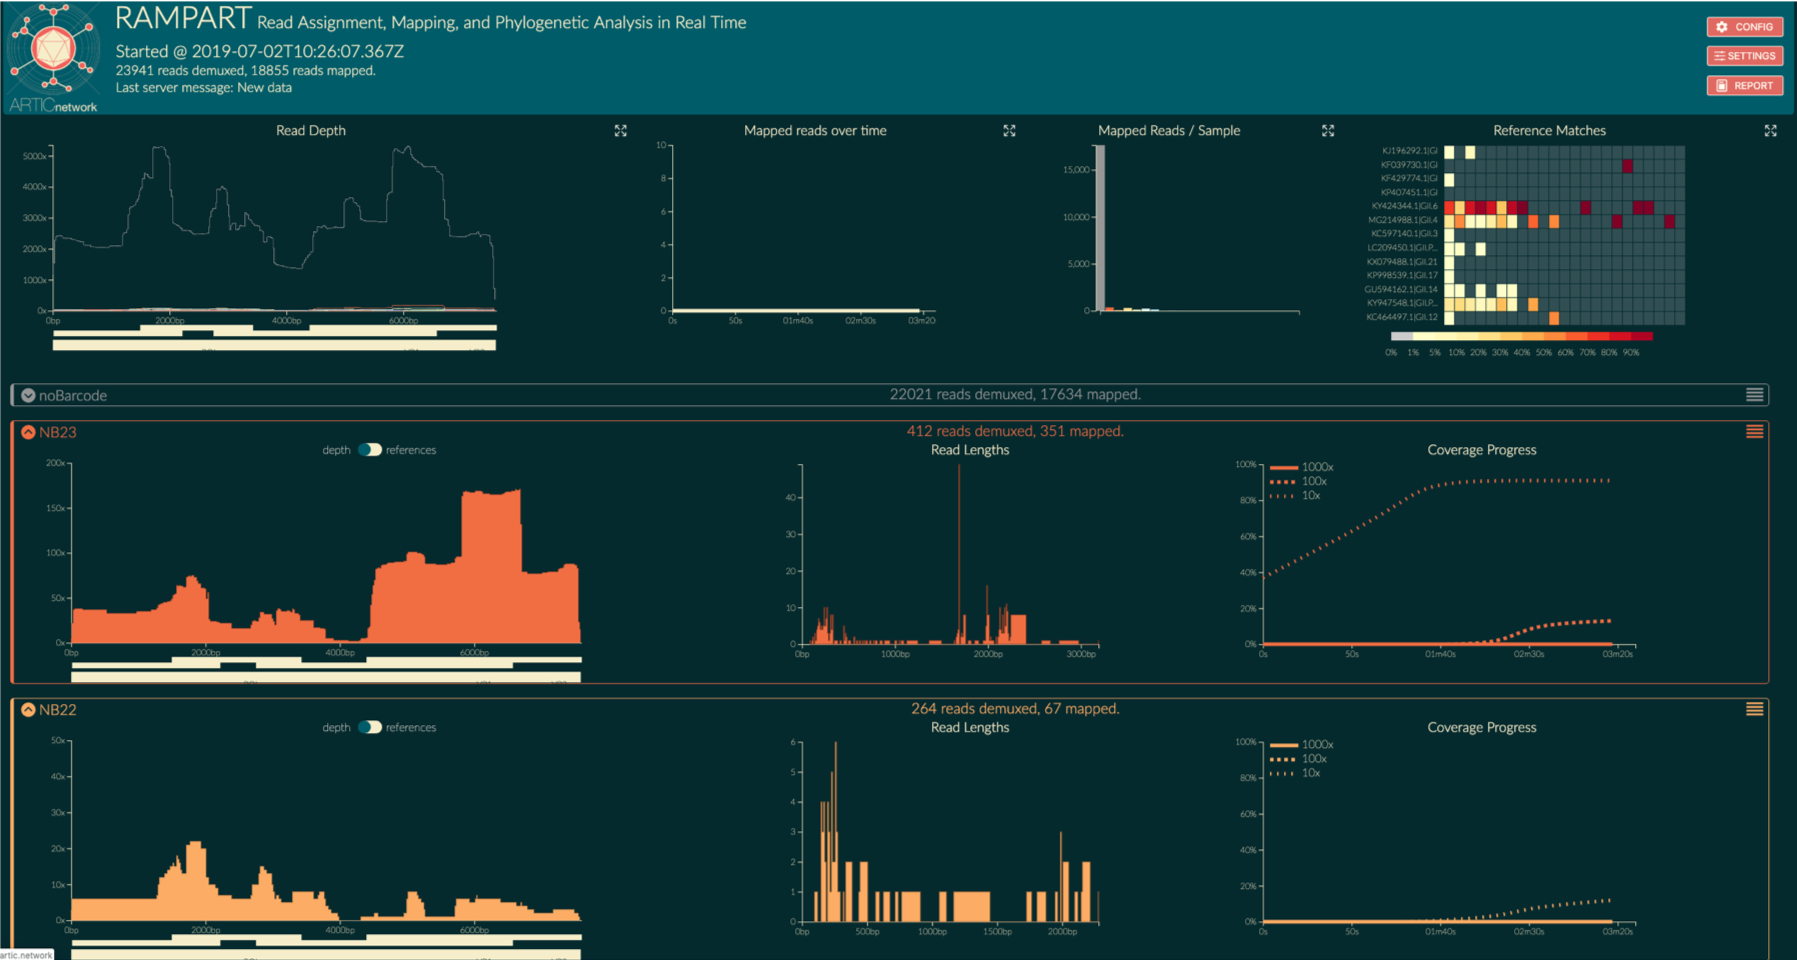 RAMPART Read Assignment, Mapping, and Phylogenetic Analysis in Real Time
Started @ 2019-07-02T10:26:07.367Z
23941 reads demuxed, 18855 reads mapped.
Last server message: New data
ARTICnetwork
CONFIG
SETTINGS
REPORT
Read Depth
5000x
4000x
3000x
2000x
1000x
0x
0bp 2000bp 4000bp 6000bp
Mapped reads over time
10
8
6
4
2
0
0s 50s 01m40s 02m30s 03m20
Mapped Reads / Sample
15,000
10,000
5,000
0
Reference Matches
KJ196292.1|GI
KF039730.1|GI
KF429774.1|GI
KP407451.1|GI
KY424344.1|GII.6
MG214988.1|GII.4
KC597140.1|GII.3
LC209450.1|GII.P...
KX079488.1|GII.21
KP998539.1|GII.17
GU594162.1|GII.14
KY947548.1|GII.P...
KC464497.1|GII.12
0% 1% 5% 10% 20% 30% 40% 50% 60% 70% 80% 90%
noBarcode
22021 reads demuxed, 17634 mapped.
NB23
412 reads demuxed, 351 mapped.
depth references
200x
150x
100x
50x
0x
0bp 2000bp 4000bp 6000bp
Read Lengths
40
30
20
10
0
0bp 1000bp 2000bp 3000bp
Coverage Progress
100%
80%
60%
40%
20%
0%
1000x
100x
10x
0s 50s 01m40s 02m30s 03m20s
NB22
264 reads demuxed, 67 mapped.
depth references
50x
40x
30x
20x
10x
0x
0bp 2000bp 4000bp 6000bp
Read Lengths
6
5
4
3
2
1
0
0bp 500bp 1000bp 1500bp 2000bp
Coverage Progress
100%
80%
60%
40%
20%
0%
1000x
100x
10x
0s 50s 01m40s 02m30s 03m20s
artic.network